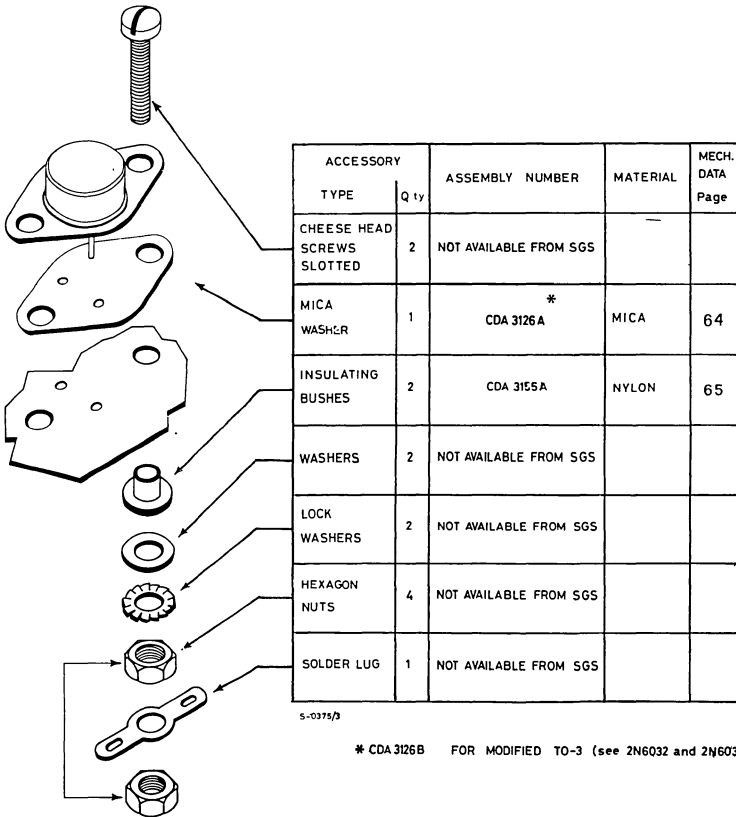 ACCESSORY
TYPE
Q ty
ASSEMBLY NUMBER
MATERIAL
MECH.
DATA
Page
CHEESE HEAD
SCREWS
SLOTTED
2
NOT AVAILABLE FROM SGS
—
MICA
WASHER
1
*
CDA 3126A
MICA
64
INSULATING
BUSHES
2
CDA 3155A
NYLON
65
WASHERS
2
NOT AVAILABLE FROM SGS
LOCK
WASHERS
2
NOT AVAILABLE FROM SGS
HEXAGON
NUTS
4
NOT AVAILABLE FROM SGS
SOLDER LUG
1
NOT AVAILABLE FROM SGS
S-0375/3
* CDA 3126B FOR MODIFIED TO-3 (see 2N6032 and